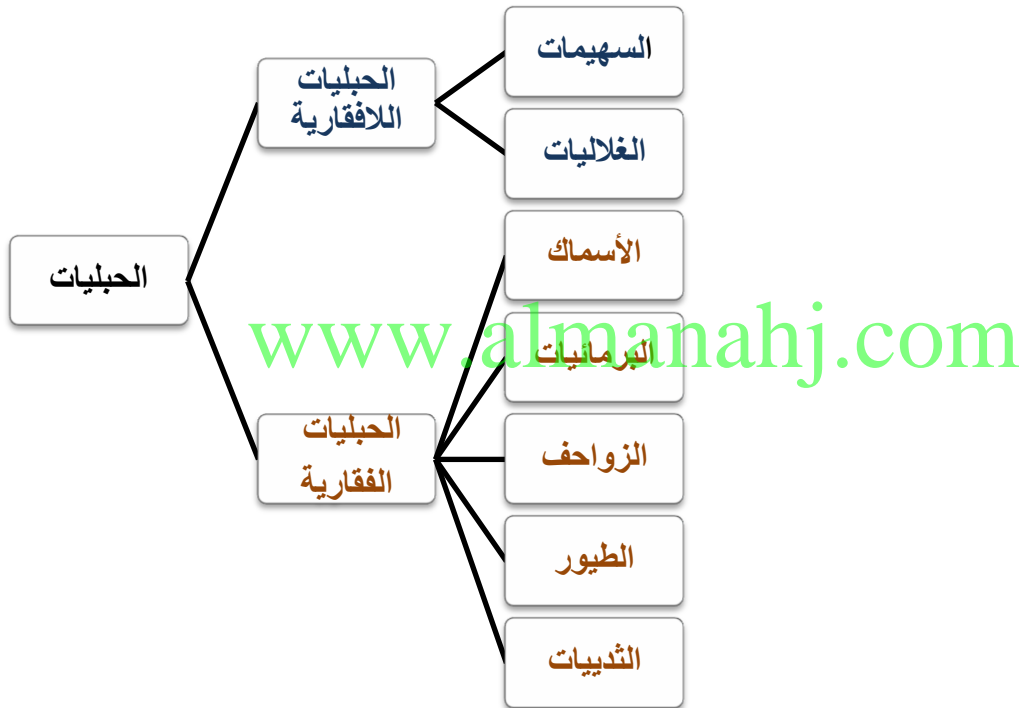 الحبليات
الحبليات
اللافقارية
السهيمات
الغلاليات
الحبليات
الفقارية
الأسماك
البرمائيات
الزواحف
الطيور
الثدييات
www.almanahj.com